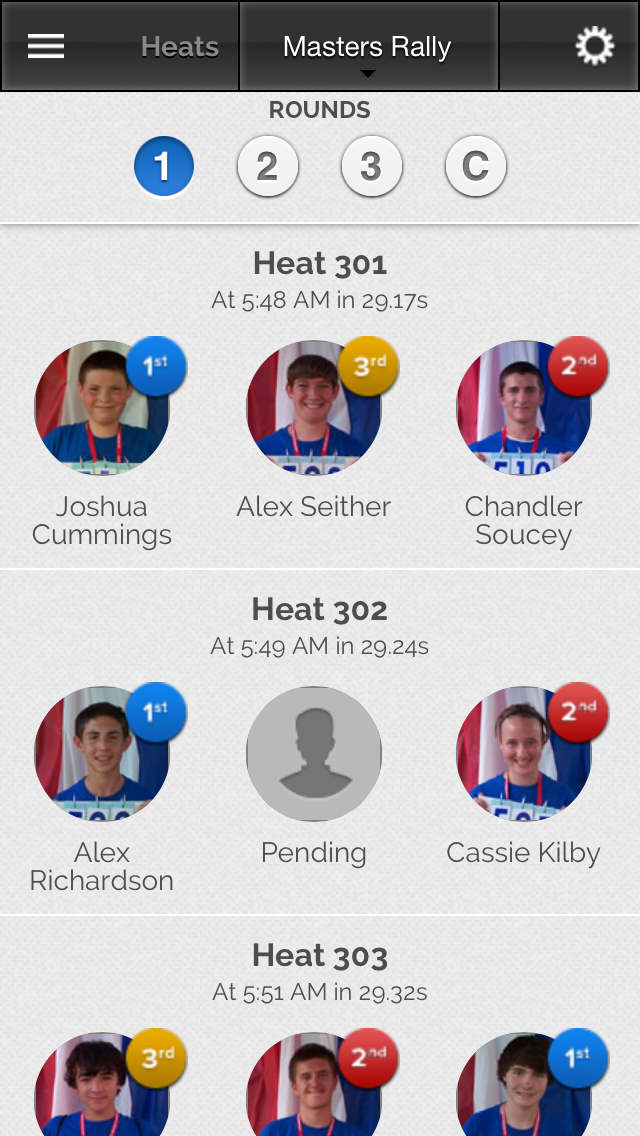 Heats
Masters Rally
ROUNDS
1 2 3 C
Heat 301
At 5:48 AM in 29.17s
1st
3rd
2nd
510
Joshua Cummings
Alex Seither
Chandler Soucey
Heat 302
At 5:49 AM in 29.24s
1st
2nd
Alex Richardson
Pending
Cassie Kilby
Heat 303
At 5:51 AM in 29.32s
3rd
2nd
1st